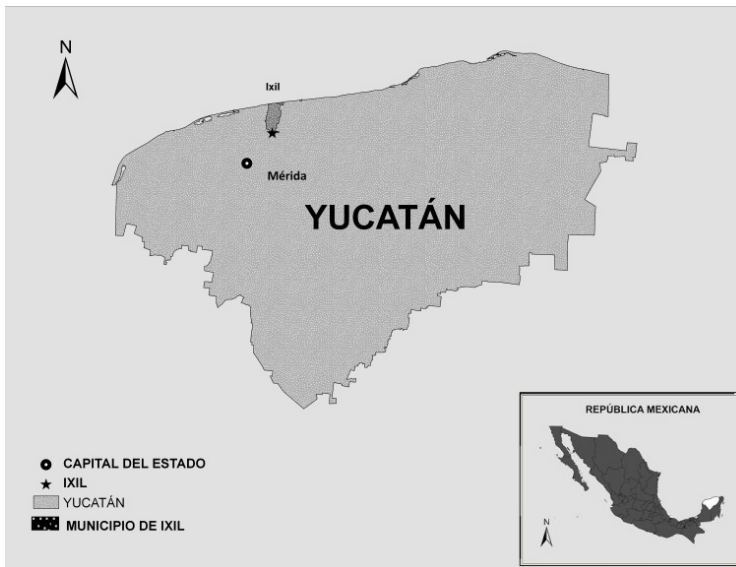 N
Ixil
Mérida
YUCATÁN
CAPITAL DEL ESTADO
IXIL
YUCATÁN
MUNICIPIO DE IXIL
REPÚBLICA MEXICANA
N